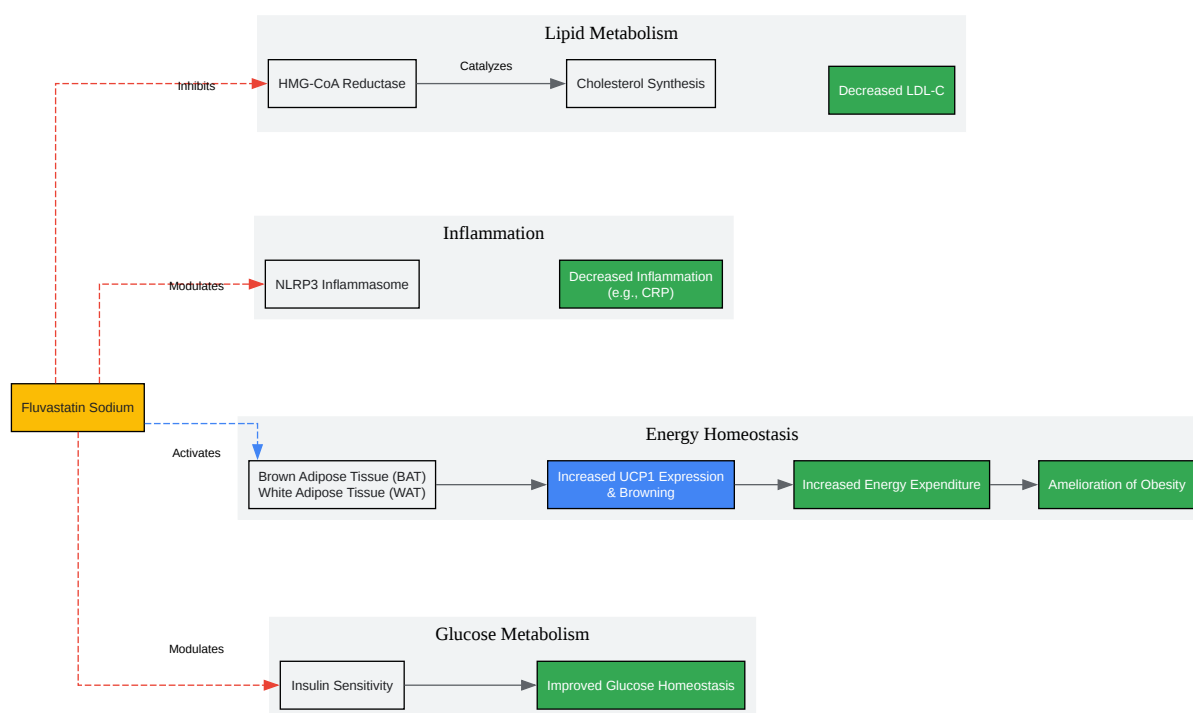 Lipid Metabolism
Inhibits
HMG-CoA Reductase
Catalyzes
Cholesterol Synthesis
Decreased LDL-C
Inflammation
Modulates
NLRP3 Inflammasome
Decreased Inflammation
(e.g., CRP)
Fluvastatin Sodium
Activates
Energy Homeostasis
Brown Adipose Tissue (BAT)
White Adipose Tissue (WAT)
Increased UCP1 Expression
& Browning
Increased Energy Expenditure
Amelioration of Obesity
Glucose Metabolism
Modulates
Insulin Sensitivity
Improved Glucose Homeostasis